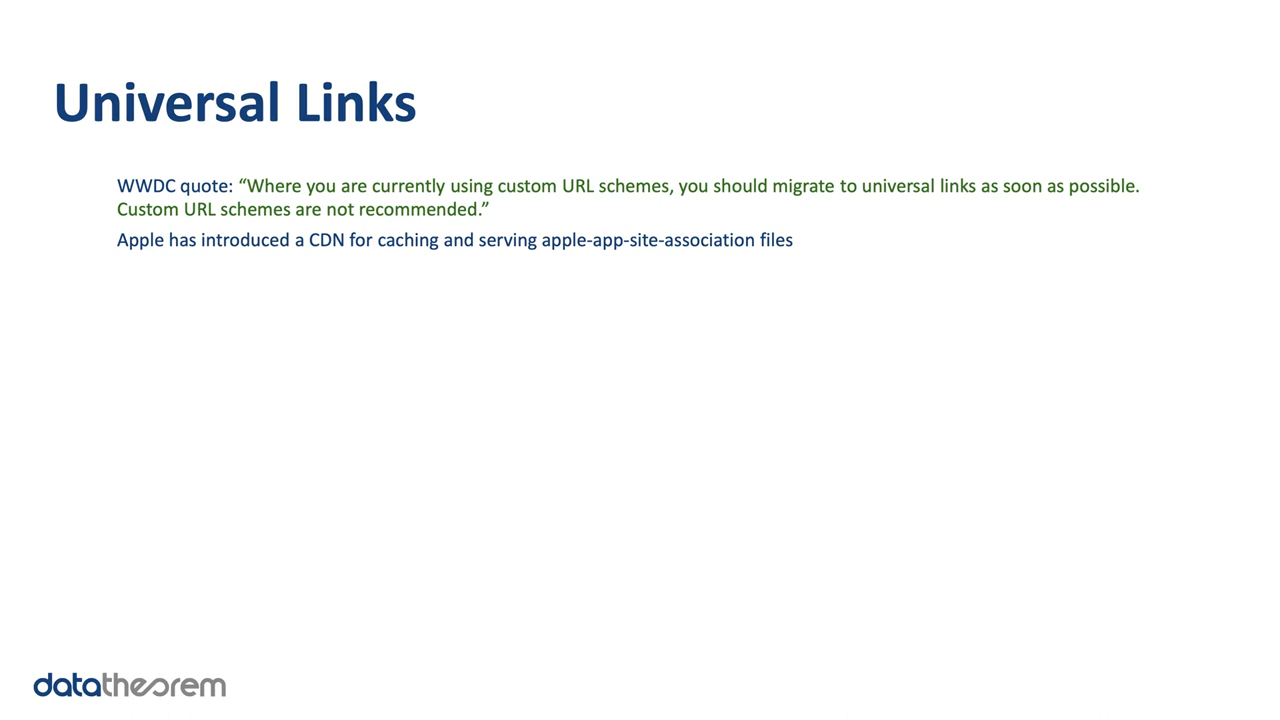 Universal Links
WWDC quote: “Where you are currently using custom URL schemes, you should migrate to universal links as soon as possible.
Custom URL schemes are not recommended.”
Apple has introduced a CDN for caching and serving apple-app-site-association files
datatheorem